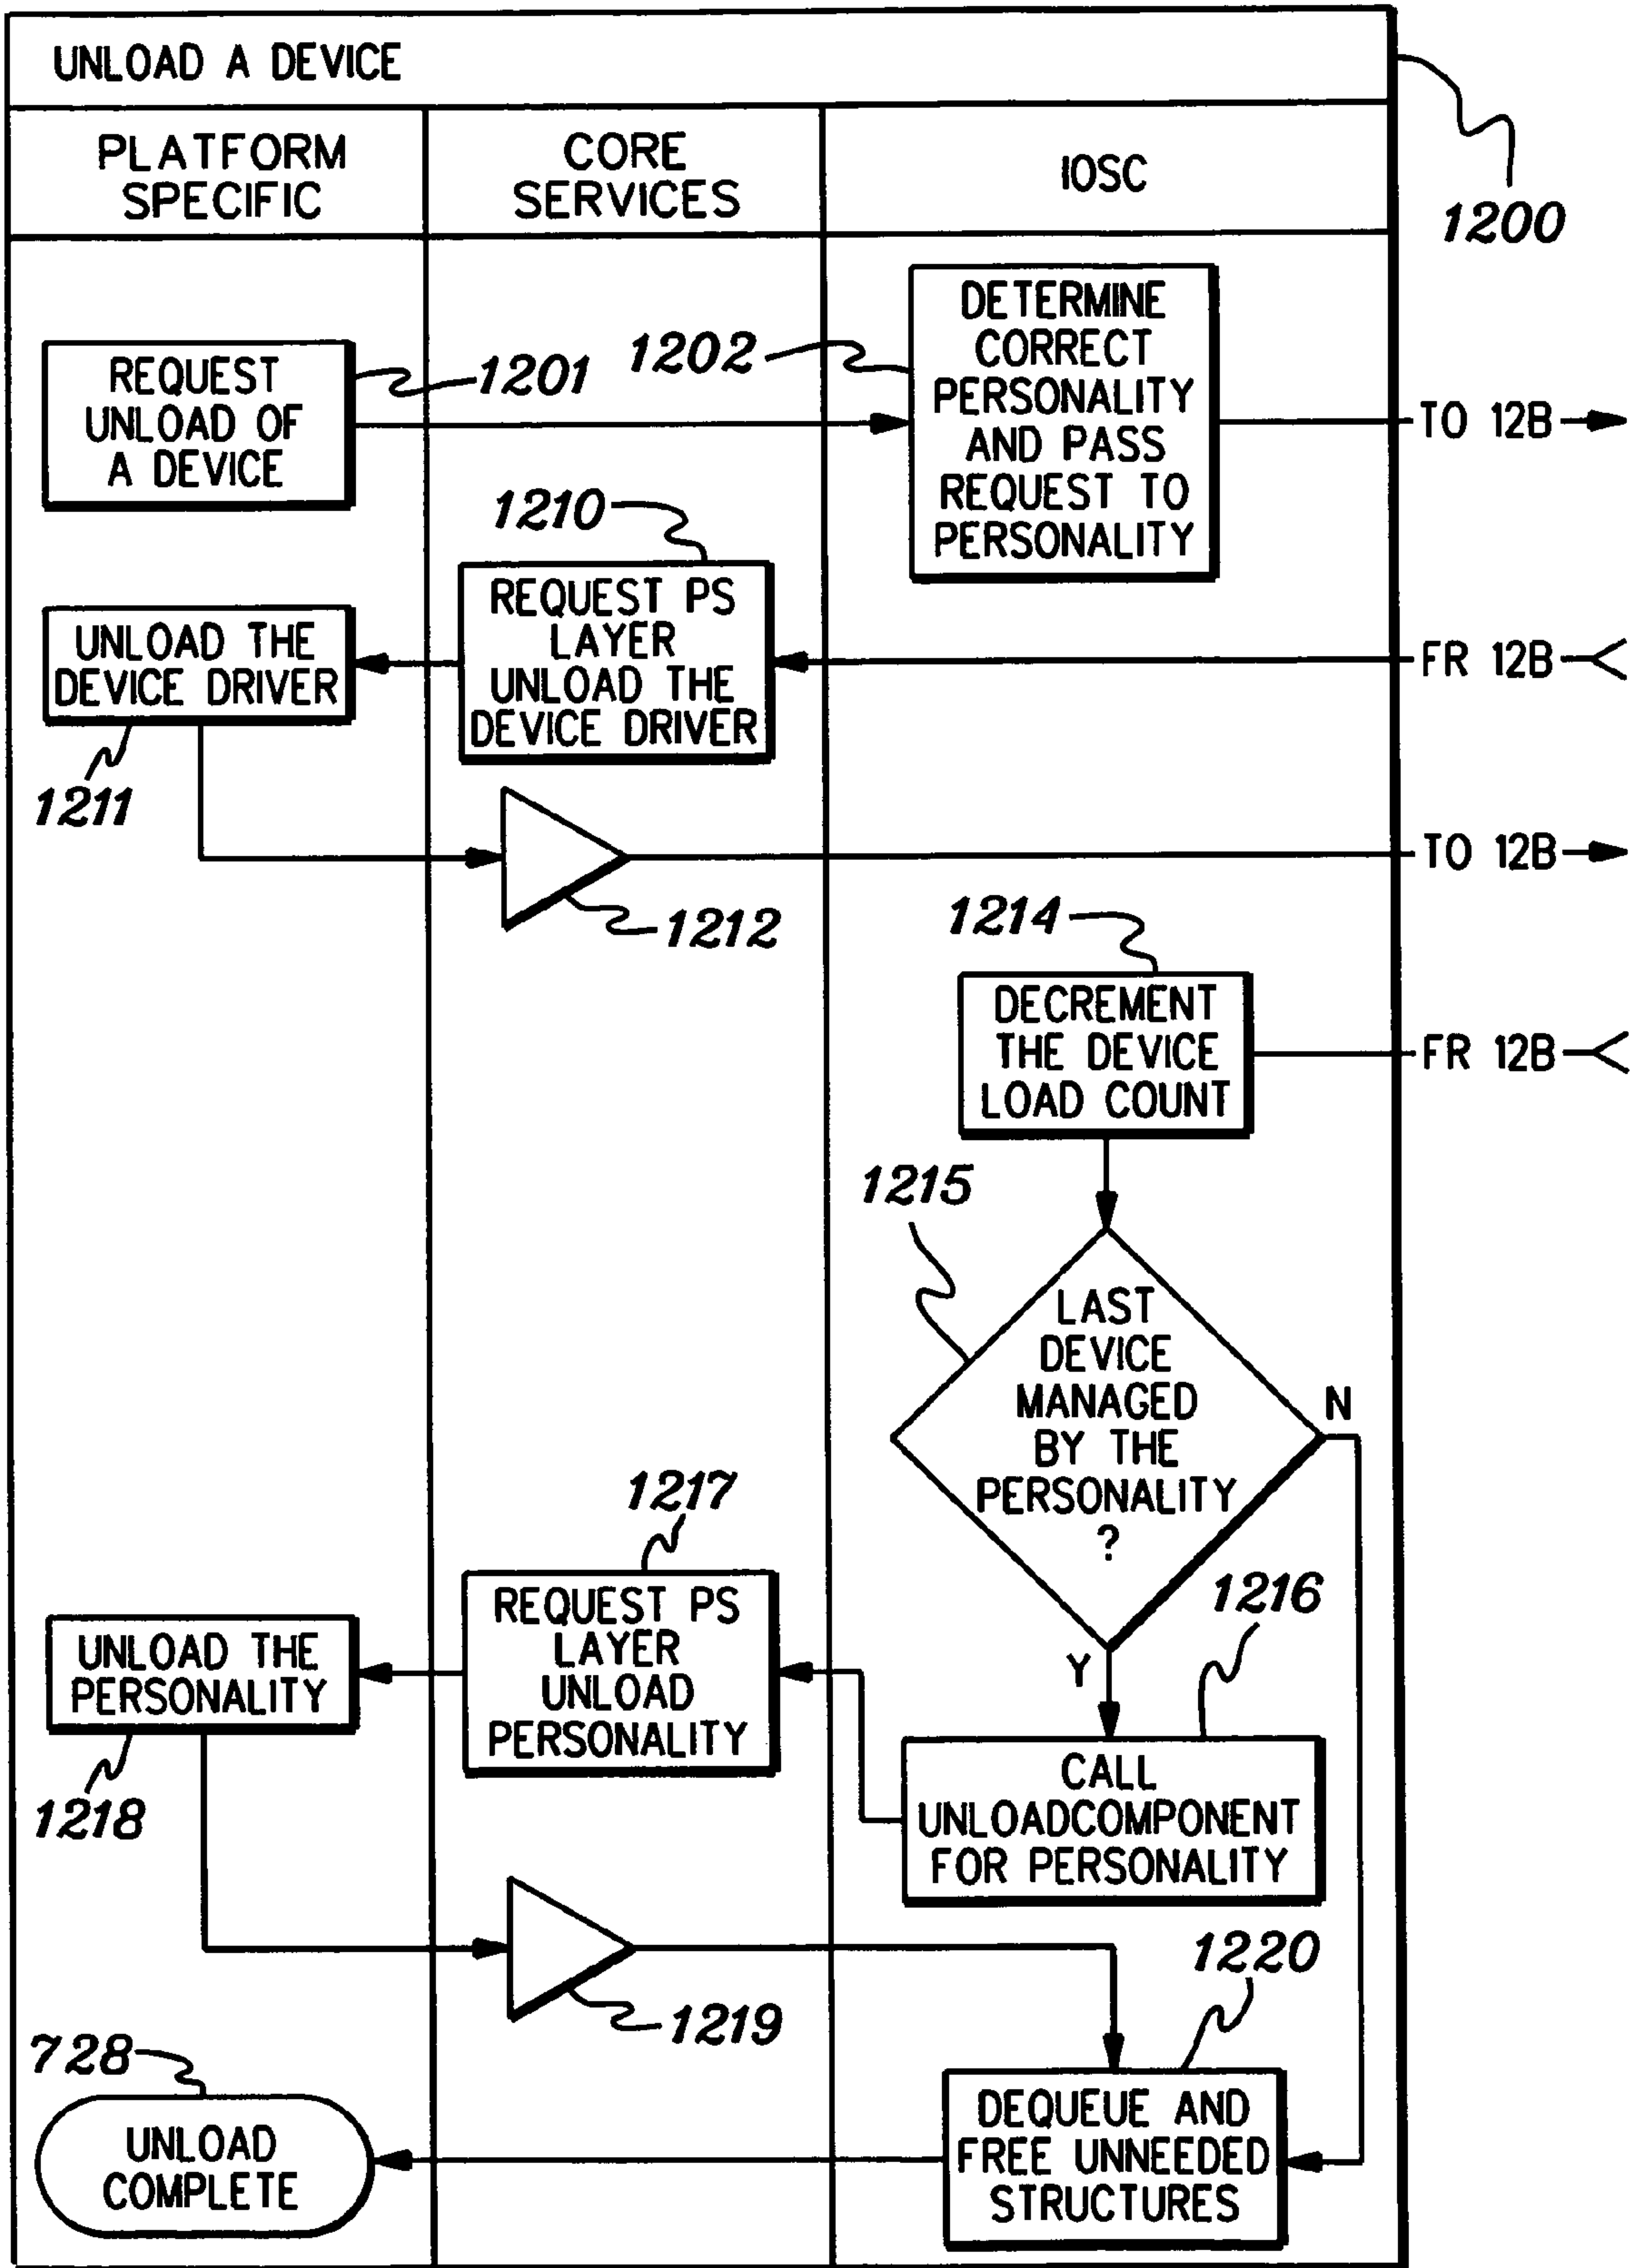 UNLOAD A DEVICE
PLATFORM
SPECIFIC
CORE
SERVICES
IOSC
1200
REQUEST
UNLOAD OF
A DEVICE
1201
1202
DETERMINE
CORRECT
PERSONALITY
AND PASS
REQUEST TO
PERSONALITY
TO 12B
1210
REQUEST PS
LAYER
UNLOAD THE
DEVICE DRIVER
FR 12B
UNLOAD THE
DEVICE DRIVER
1211
1212
TO 12B
1214
DECREMENT
THE DEVICE
LOAD COUNT
FR 12B
1215
LAST
DEVICE
MANAGED
BY THE
PERSONALITY
?
N
Y
1216
CALL
UNLOADCOMPONENT
FOR PERSONALITY
1217
REQUEST PS
LAYER
UNLOAD
PERSONALITY
UNLOAD THE
PERSONALITY
1218
1219
1220
DEQUEUE AND
FREE UNNEEDED
STRUCTURES
728
UNLOAD
COMPLETE